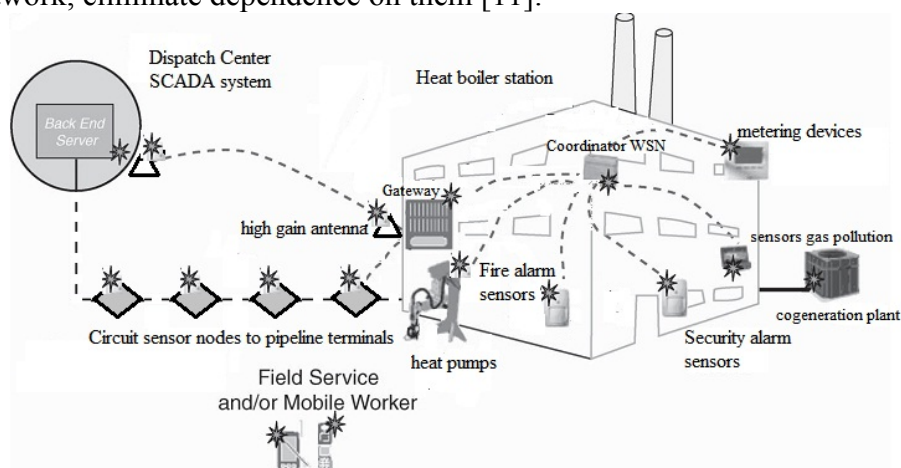 work, eliminate dependence on them [11].
Dispatch Center
SCADA system
Heat boiler station
Back End
Server
Coordinator WSN
metering devices
Gateway
high gain antenna
Fire alarm
sensors
sensors gas pollution
Circuit sensor nodes to pipeline terminals
heat pumps
Security alarm
sensors
cogeneration plant
Field Service
and/or Mobile Worker